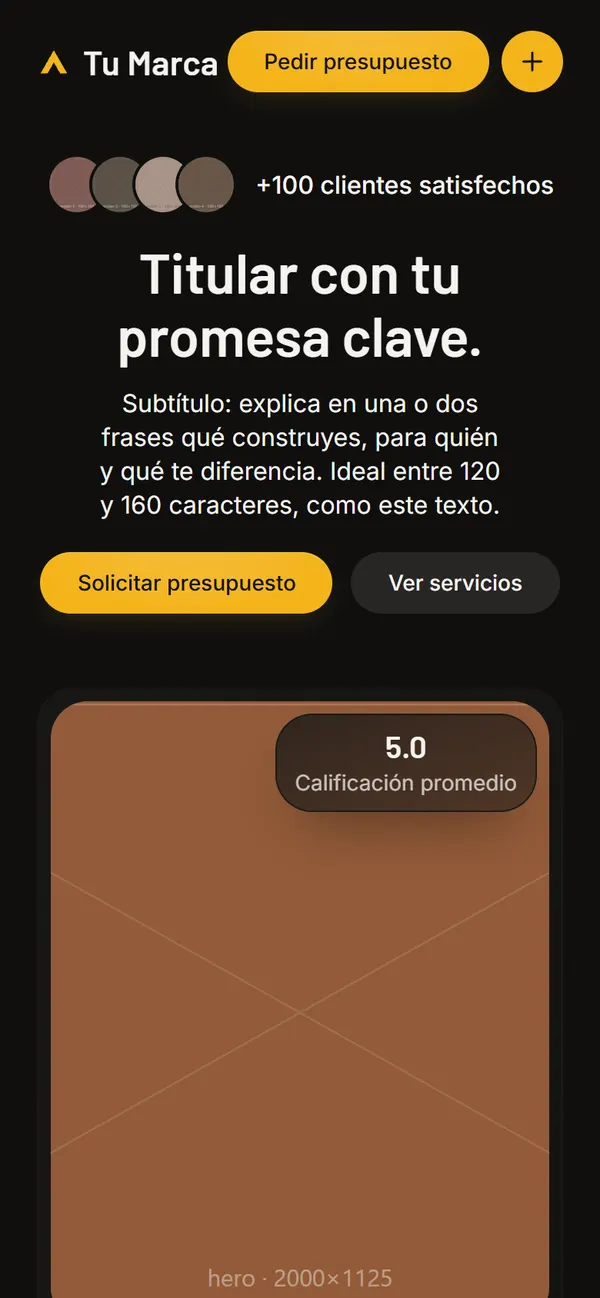 Tu Marca
Pedir presupuesto
+100 clientes satisfechos
Titular con tu
promesa clave.
Subtítulo: explica en una o dos
frases qué construyes, para quién
y qué te diferencia. Ideal entre 120
y 160 caracteres, como este texto.
Solicitar presupuesto
Ver servicios
5.0
Calificación promedio
hero · 2000×1125